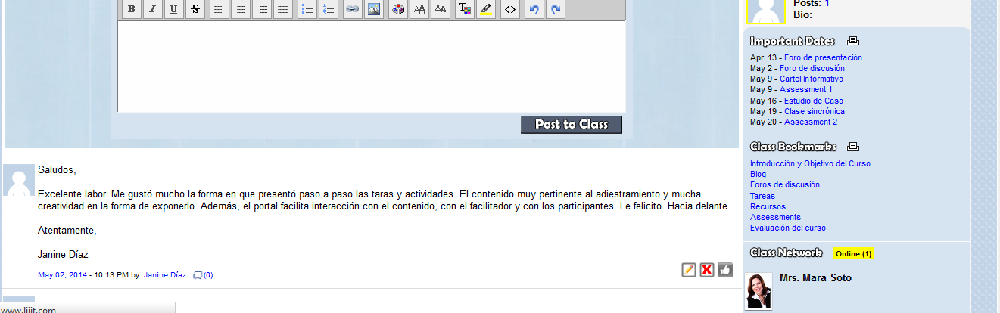 B I U S
Post to Class
Saludos,
Excelente labor. Me gustó mucho la forma en que presentó paso a paso las taras y actividades. El contenido muy pertinente al adiestramiento y mucha
creatividad en la forma de exponerlo. Además, el portal facilita interacción con el contenido, con el facilitador y con los participantes. Le felicito. Hacia delante.
Atentamente,
Janine Díaz
May 02, 2014 - 10:13 PM by: Janine Díaz (0)
Posts: 1
Bio:
Important Dates
Apr. 13 - Foro de presentación
May 2 - Foro de discusión
May 9 - Cartel Informativo
May 9 - Assessment 1
May 16 - Estudio de Caso
May 19 - Clase sincrónica
May 20 - Assessment 2
Class Bookmarks
Introducción y Objetivo del Curso
Blog
Foros de discusión
Tareas
Recursos
Assessments
Evaluación del curso
Class Network Online (1)
Mrs. Mara Soto